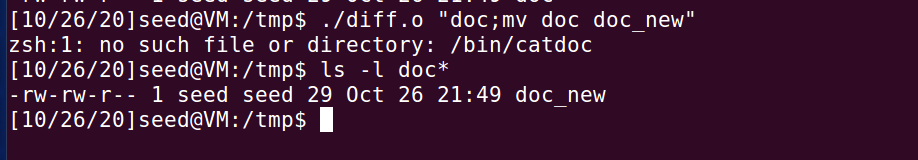 [10/26/20]seed@VM:/tmp$ ./diff.o "doc;mv doc doc_new"
zsh:1: no such file or directory: /bin/catdoc
[10/26/20]seed@VM:/tmp$ ls -l doc*
-rw-rw-r-- 1 seed seed 29 Oct 26 21:49 doc_new
[10/26/20]seed@VM:/tmp$